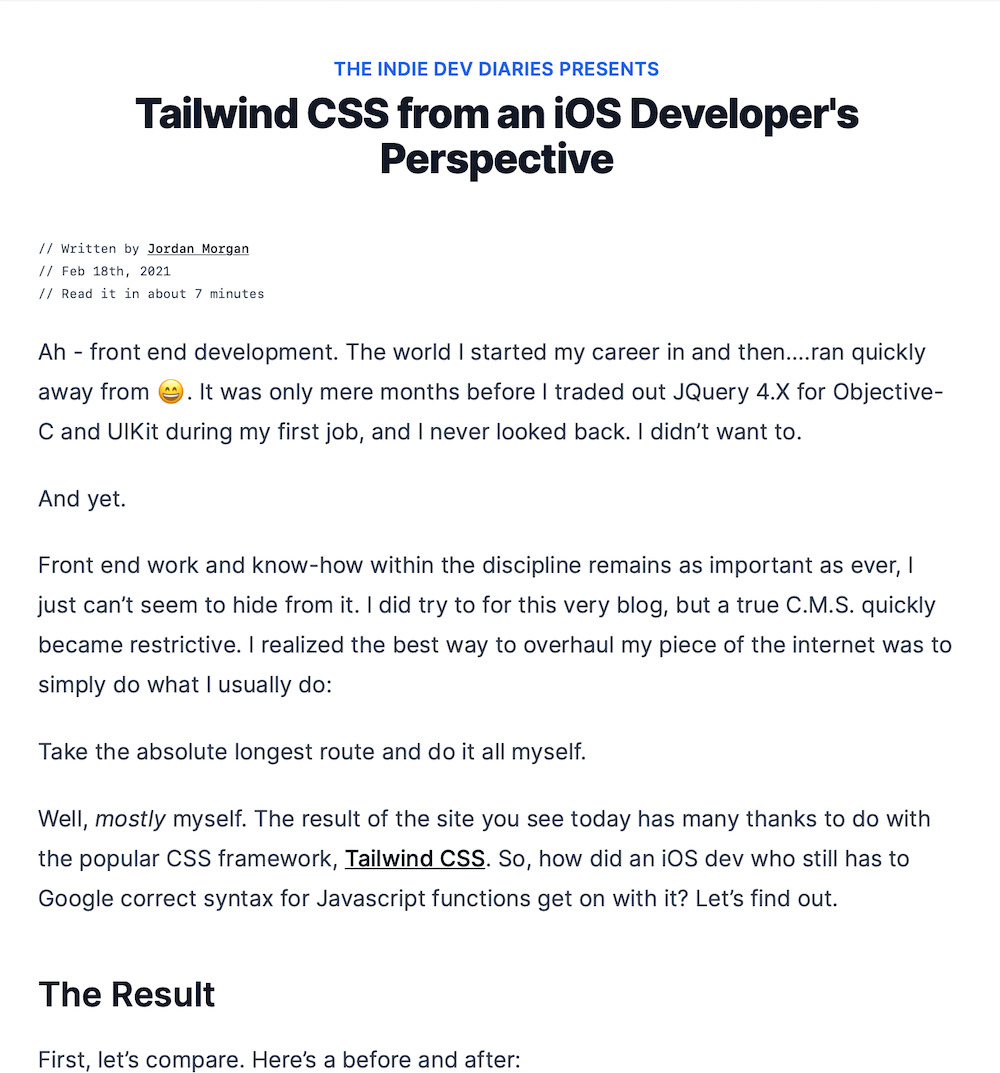 THE INDIE DEV DIARIES PRESENTS
Tailwind CSS from an iOS Developer's
Perspective
// Written by Jordan Morgan
// Feb 18th, 2021
// Read it in about 7 minutes
Ah - front end development. The world I started my career in and then....ran quickly
away from 😄. It was only mere months before I traded out JQuery 4.X for Objective-
C and UIKit during my first job, and I never looked back. I didn’t want to.
And yet.
Front end work and know-how within the discipline remains as important as ever, I
just can’t seem to hide from it. I did try to for this very blog, but a true C.M.S. quickly
became restrictive. I realized the best way to overhaul my piece of the internet was to
simply do what I usually do:
Take the absolute longest route and do it all myself.
Well, mostly myself. The result of the site you see today has many thanks to do with
the popular CSS framework, Tailwind CSS. So, how did an iOS dev who still has to
Google correct syntax for Javascript functions get on with it? Let’s find out.
The Result
First, let’s compare. Here’s a before and after: